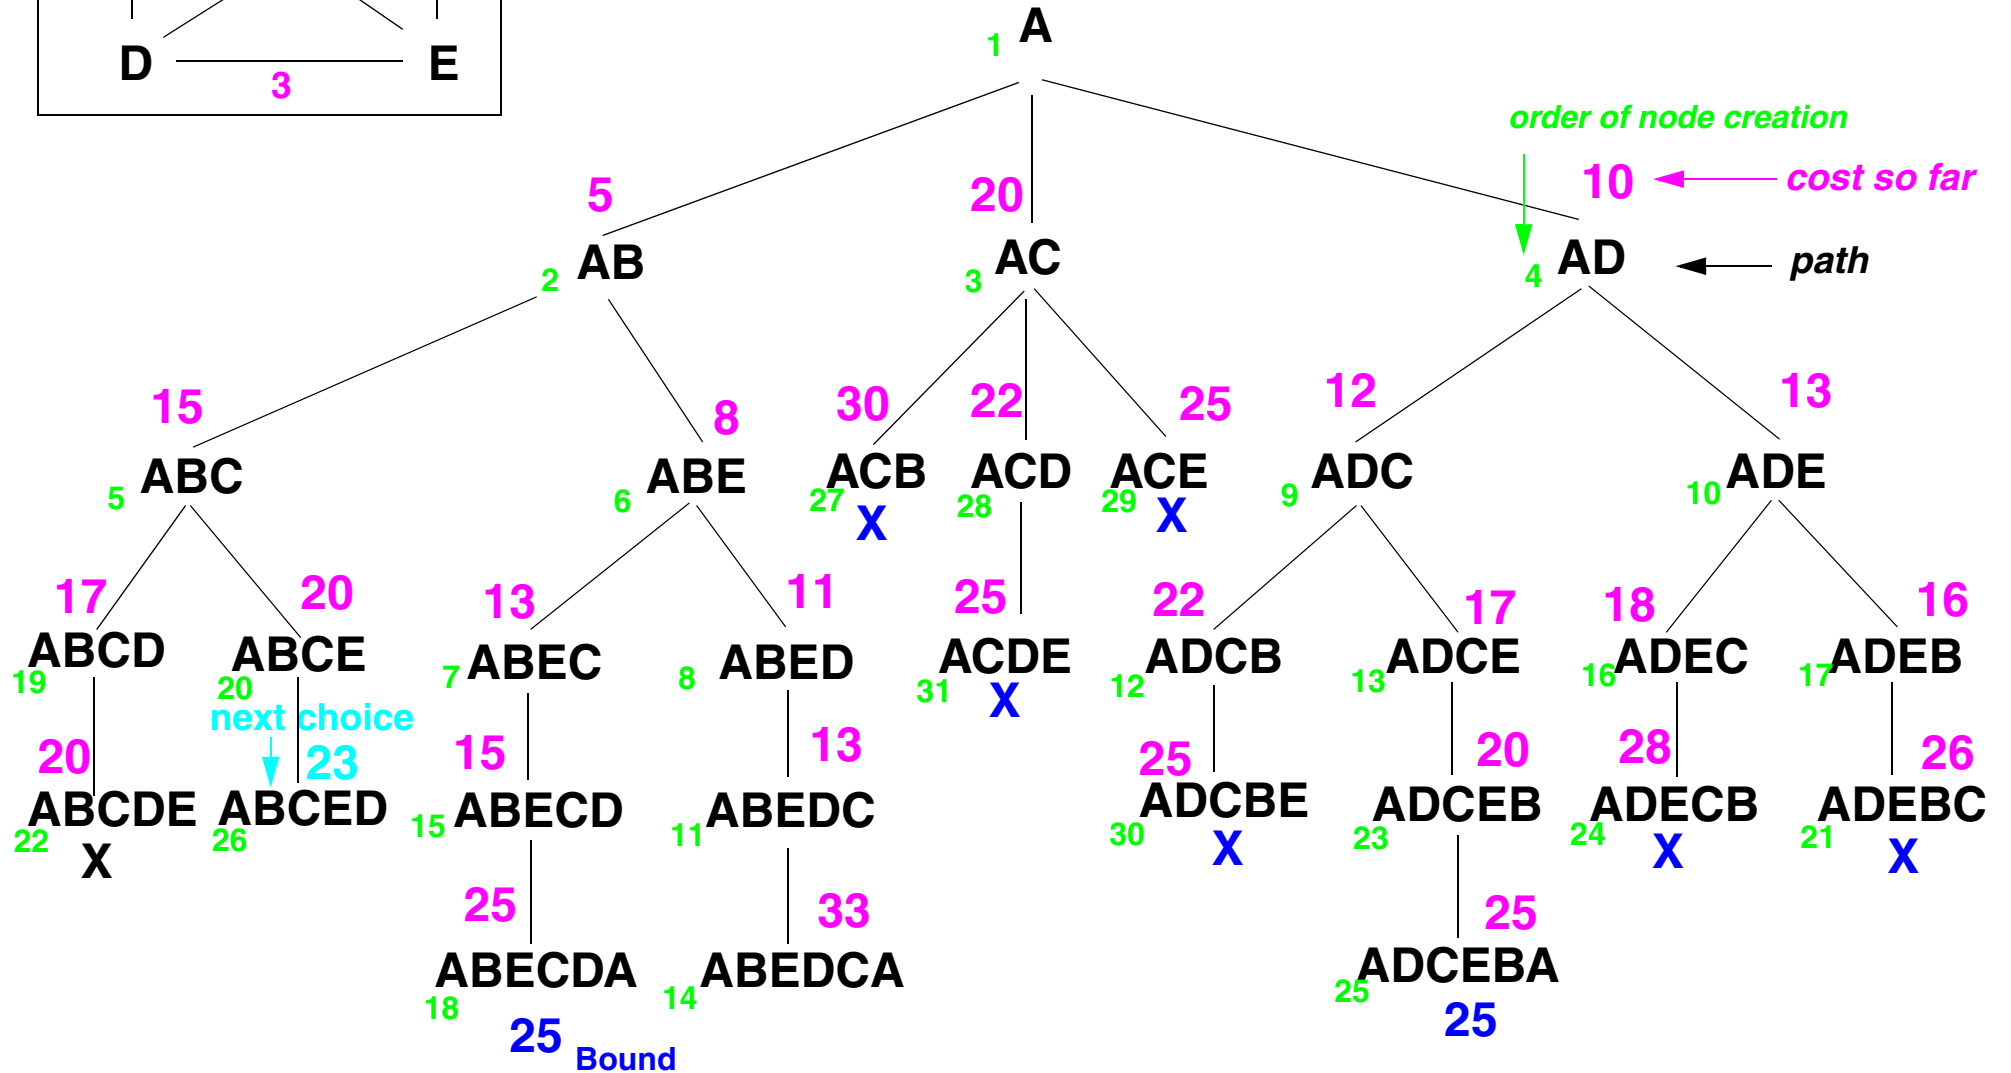 A
1
D E
3
order of node creation
5 20 10 cost so far
AB AC AD path
2 3 4
15 8 30 22 25 12 13
ABC ABE ACB ACD ACE ADC ADE
5 6 27 28 29 9 10
X X
17 20 13 11 25 22 17 18 16
ABCD ABCE ABEC ABED ACDE ADCB ADCE ADEC ADEB
19 20 7 8 31 12 13 16 17
X
next choice
20 23 15 13 25 20 28 26
ABCDE ABCED ABECD ABEDC ADCBE ADCEB ADECB ADEBC
22 26 15 11 30 23 24 21
X X X X
25 33 25
ABECDA ABEDCA ADCEBA
18 14 25
25 Bound 25